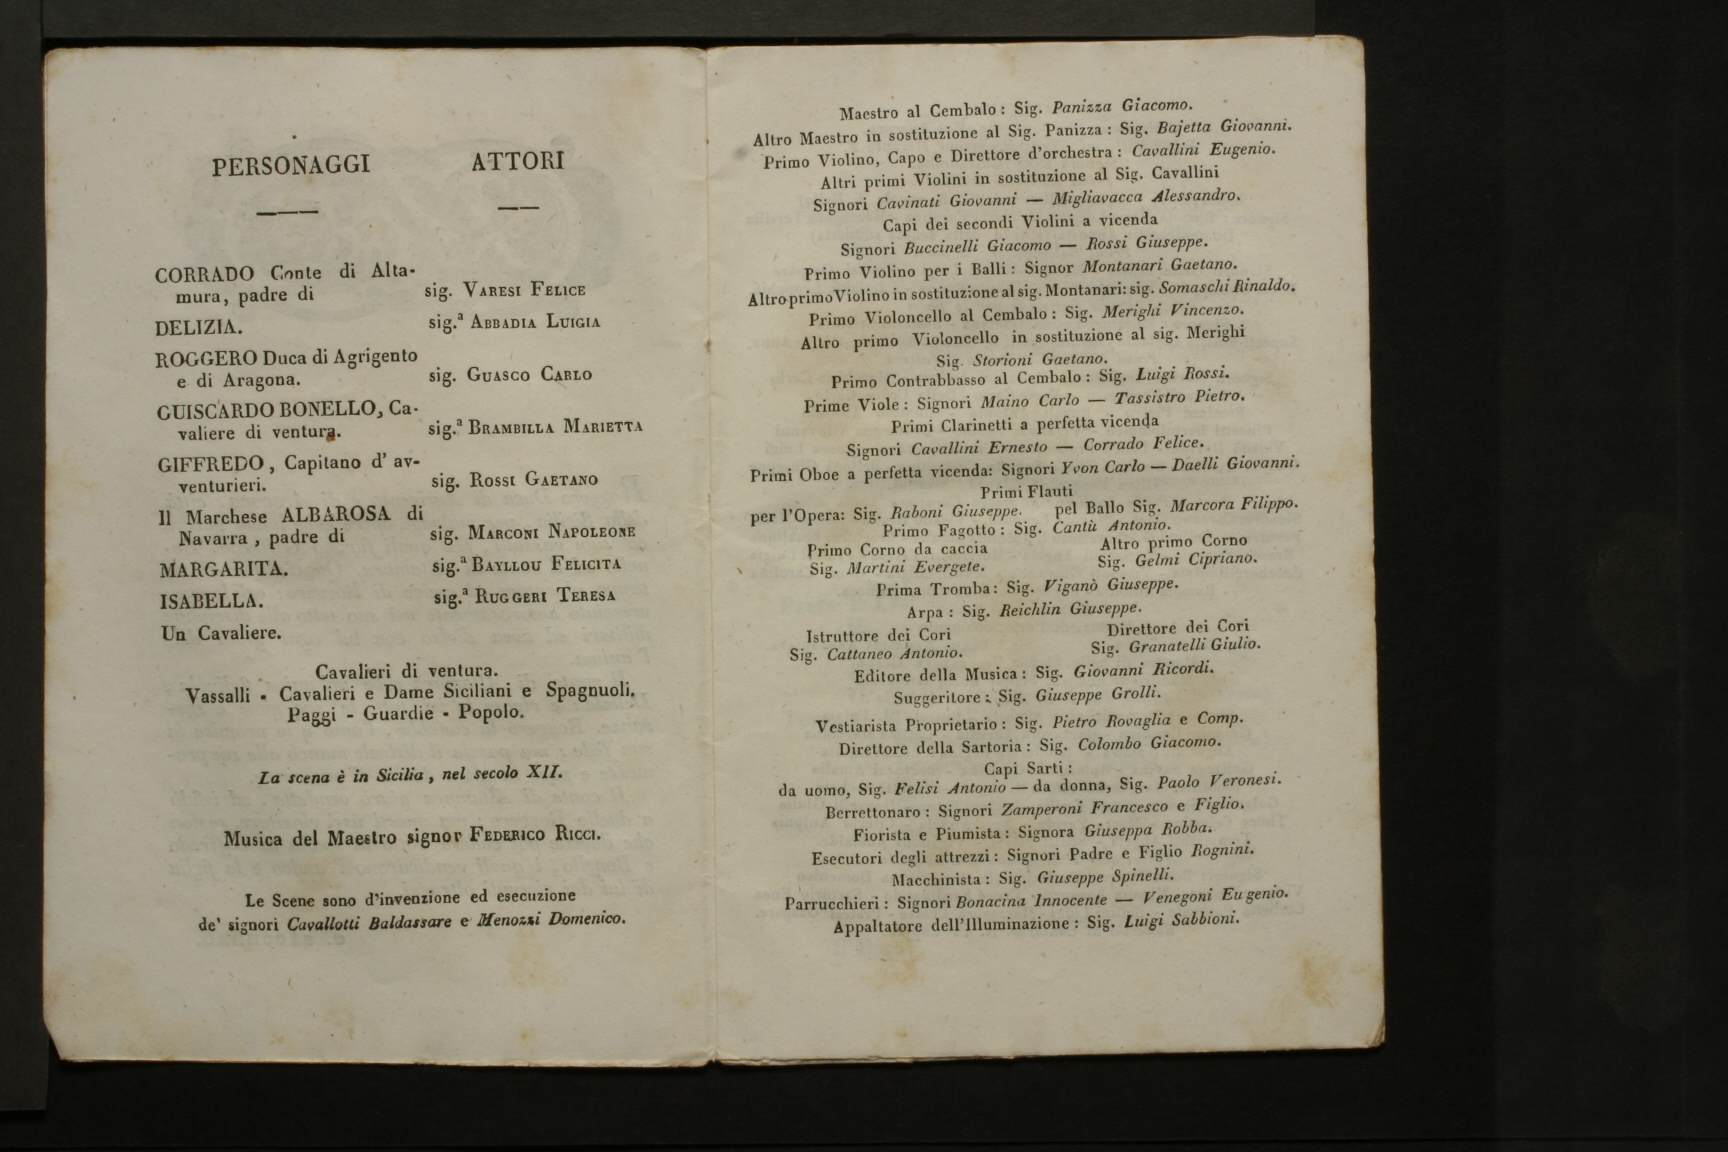 PERSONAGGI ATTORI
CORRADO Conte di Alta-
mura, padre di sig. VARESI FELICE
DELIZIA. sig.ª ABBADIA LUIGIA
ROGGERO Duca di Agrigento
e di Aragona. sig. GUASCO CARLO
GUISCARDO BONELLO, Ca-
valiere di ventura. sig.ª BRAMBILLA MARIETTA
GIFFREDO, Capitano d' av-
venturieri. sig. ROSSI GAETANO
Il Marchese ALBAROSA di
Navarra, padre di sig. MARCONI NAPOLEONE
MARGARITA. sig.ª BAYLLOU FELICITA
ISABELLA. sig.ª RUGGERI TERESA
Un Cavaliere.
Cavalieri di ventura.
Vassalli - Cavalieri e Dame Siciliani e Spagnuoli.
Paggi - Guardie - Popolo.
La scena è in Sicilia, nel secolo XII.
Musica del Maestro signor FEDERICO RICCI.
Le Scene sono d'invenzione ed esecuzione
de' signori Cavallotti Baldassare e Menozzi Domenico.
Maestro al Cembalo: Sig. Panizza Giacomo.
Altro Maestro in sostituzione al Sig. Panizza: Sig. Bajetta Giovanni.
Primo Violino, Capo e Direttore d'orchestra: Cavallini Eugenio.
Altri primi Violini in sostituzione al Sig. Cavallini
Signori Cavinati Giovanni — Migliavacca Alessandro.
Capi dei secondi Violini a vicenda
Signori Buccinelli Giacomo — Rossi Giuseppe.
Primo Violino per i Balli: Signor Montanari Gaetano.
Altro primo Violino in sostituzione al sig. Montanari: sig. Somaschi Rinaldo.
Primo Violoncello al Cembalo: Sig. Merighi Vincenzo.
Altro primo Violoncello in sostituzione al sig. Merighi
Sig. Storioni Gaetano.
Primo Contrabbasso al Cembalo: Sig. Luigi Rossi.
Prime Viole: Signori Maino Carlo — Tassistro Pietro.
Primi Clarinetti a perfetta vicenda
Signori Cavallini Ernesto — Corrado Felice.
Primi Oboe a perfetta vicenda: Signori Yvon Carlo — Daelli Giovanni.
Primi Flauti
per l'Opera: Sig. Raboni Giuseppe. pel Ballo Sig. Marcora Filippo.
Primo Fagotto: Sig. Cantù Antonio.
Primo Corno da caccia Altro primo Corno
Sig. Martini Evergete. Sig. Gelmi Cipriano.
Prima Tromba: Sig. Viganò Giuseppe.
Arpa: Sig. Reichlin Giuseppe.
Istruttore dei Cori Direttore dei Cori
Sig. Cattaneo Antonio. Sig. Granatelli Giulio.
Editore della Musica: Sig. Giovanni Ricordi.
Suggeritore: Sig. Giuseppe Grolli.
Vestiarista Proprietario: Sig. Pietro Rovaglia e Comp.
Direttore della Sartoria: Sig. Colombo Giacomo.
Capi Sarti:
da uomo, Sig. Felisi Antonio — da donna, Sig. Paolo Veronesi.
Berrettonaro: Signori Zamperoni Francesco e Figlio.
Fiorista e Piumista: Signora Giuseppa Robba.
Esecutori degli attrezzi: Signori Padre e Figlio Rognini.
Macchinista: Sig. Giuseppe Spinelli.
Parrucchieri: Signori Bonacina Innocente — Venegoni Eugenio.
Appaltatore dell'Illuminazione: Sig. Luigi Sabbioni.